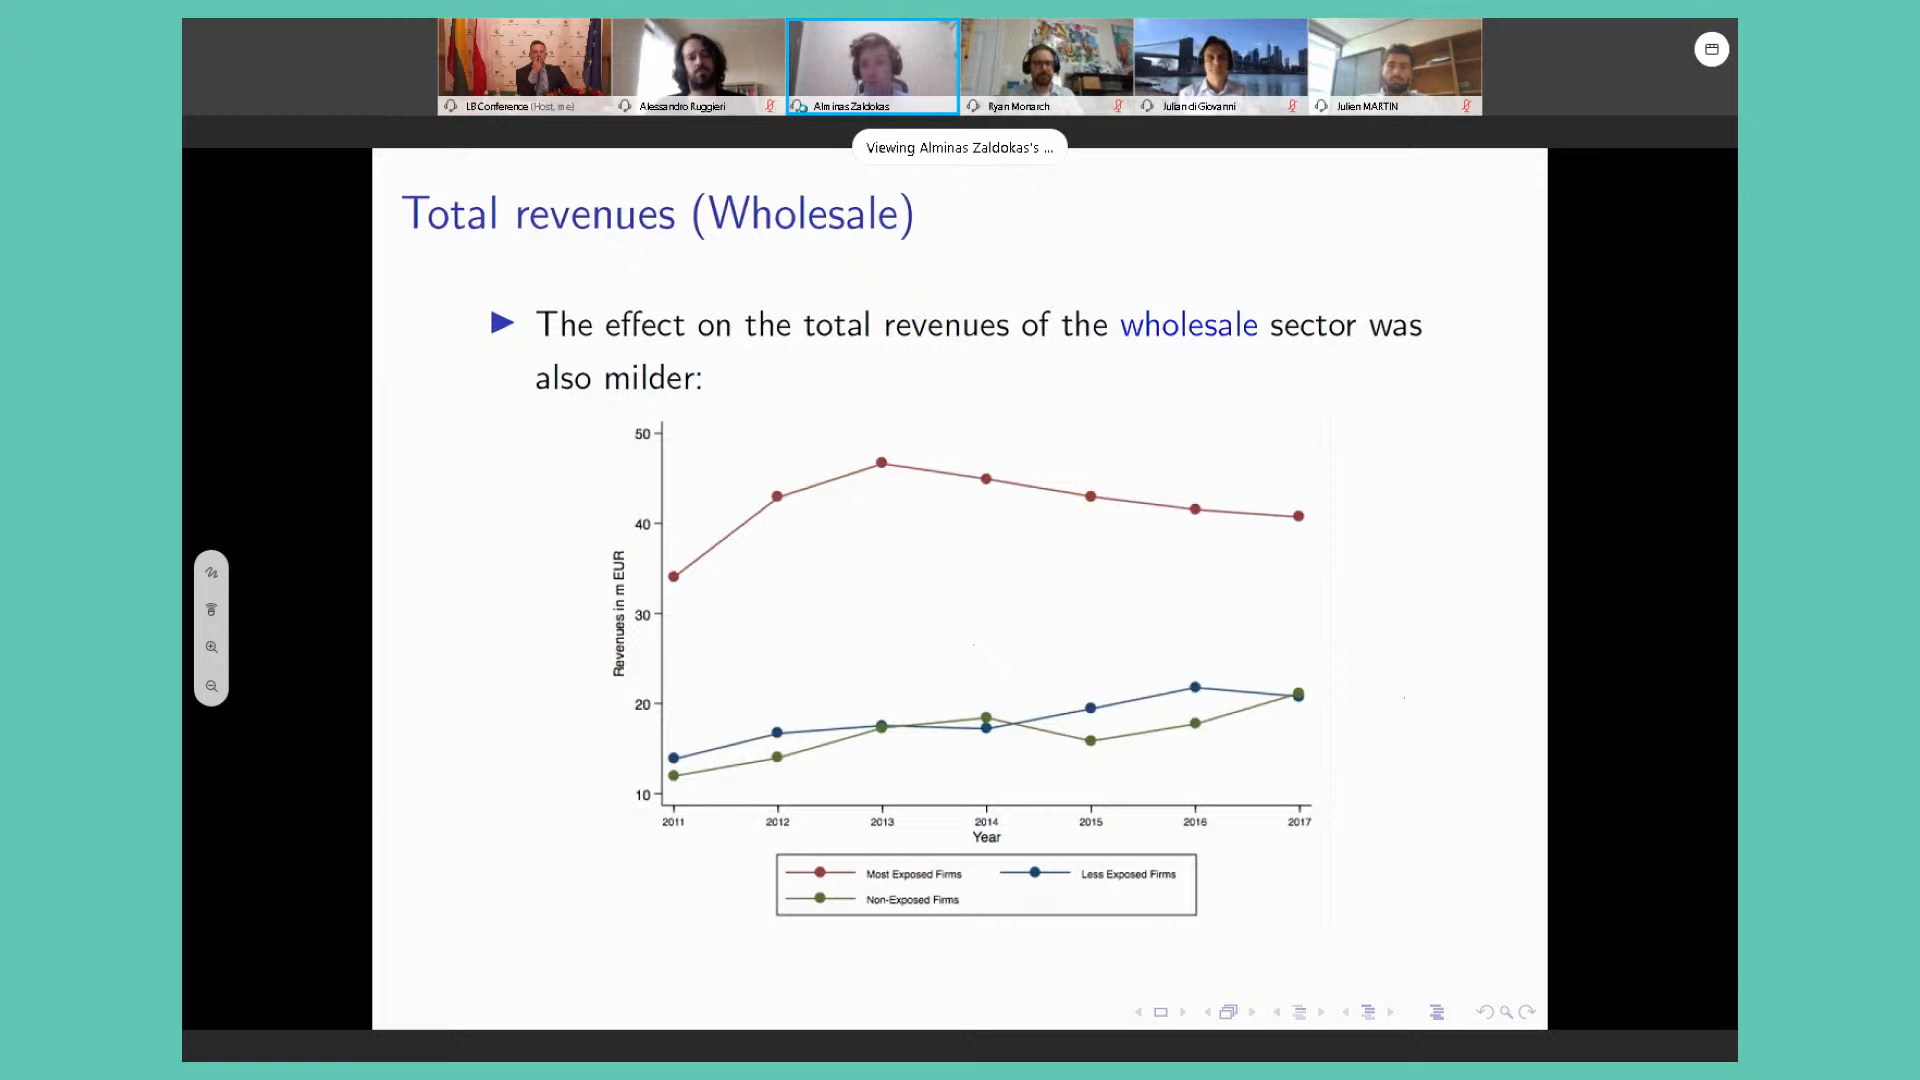 LB Conference (Host, me)
Alessandro Ruggieri
Alminas Zaldokas
Ryan Monarch
Julian di Giovanni
Julien MARTIN
Viewing Alminas Zaldokas's ...
Total revenues (Wholesale)
The effect on the total revenues of the wholesale sector was
also milder:
50
40
30
20
10
Revenues in m EUR
2011 2012 2013 2014 2015 2016 2017
Year
Most Exposed Firms Less Exposed Firms
Non-Exposed Firms